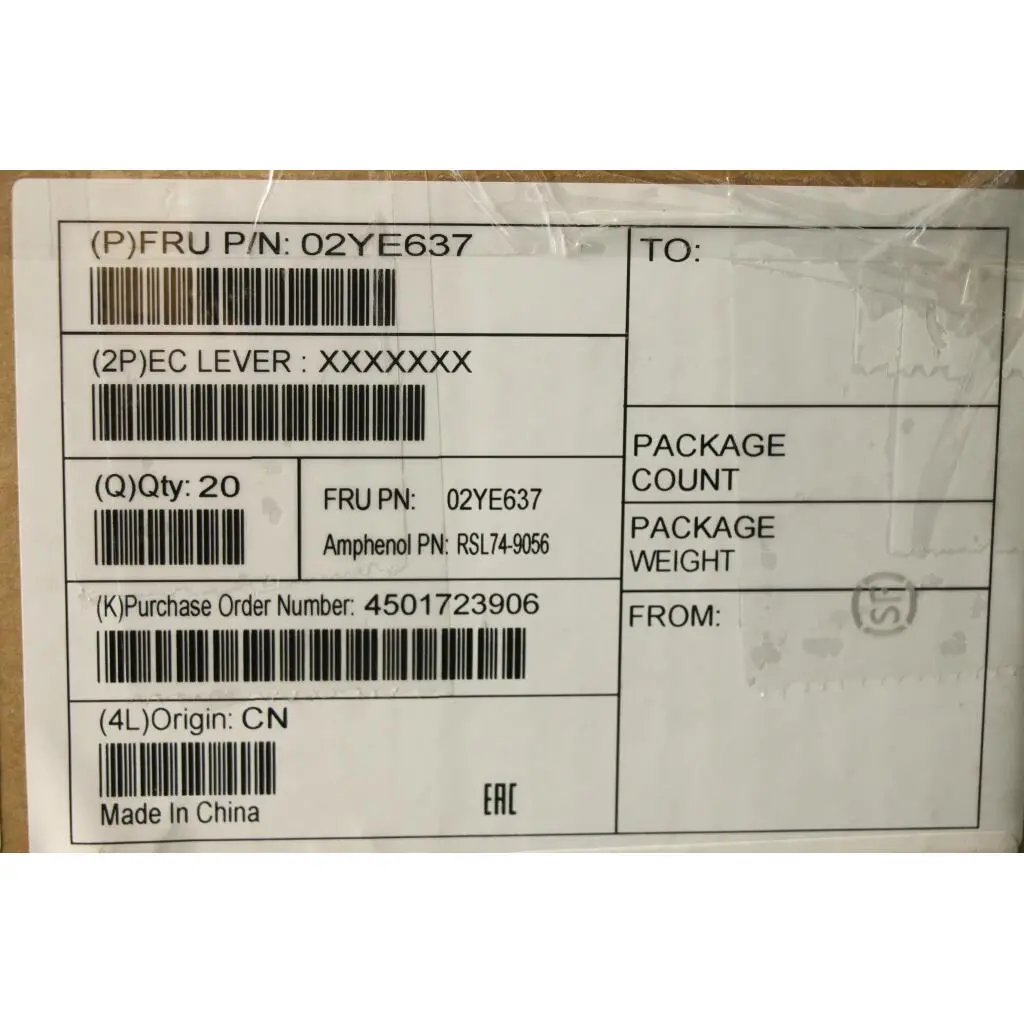 (P)FRU P/N: 02YE637
(2P)EC LEVER : XXXXXXX
(Q)Qty: 20
FRU PN: 02YE637
Amphenol PN: RSL74-9056
(K)Purchase Order Number: 4501723906
(4L)Origin: CN
Made In China
EAC
TO:
PACKAGE
COUNT
PACKAGE
WEIGHT
FROM:
SF